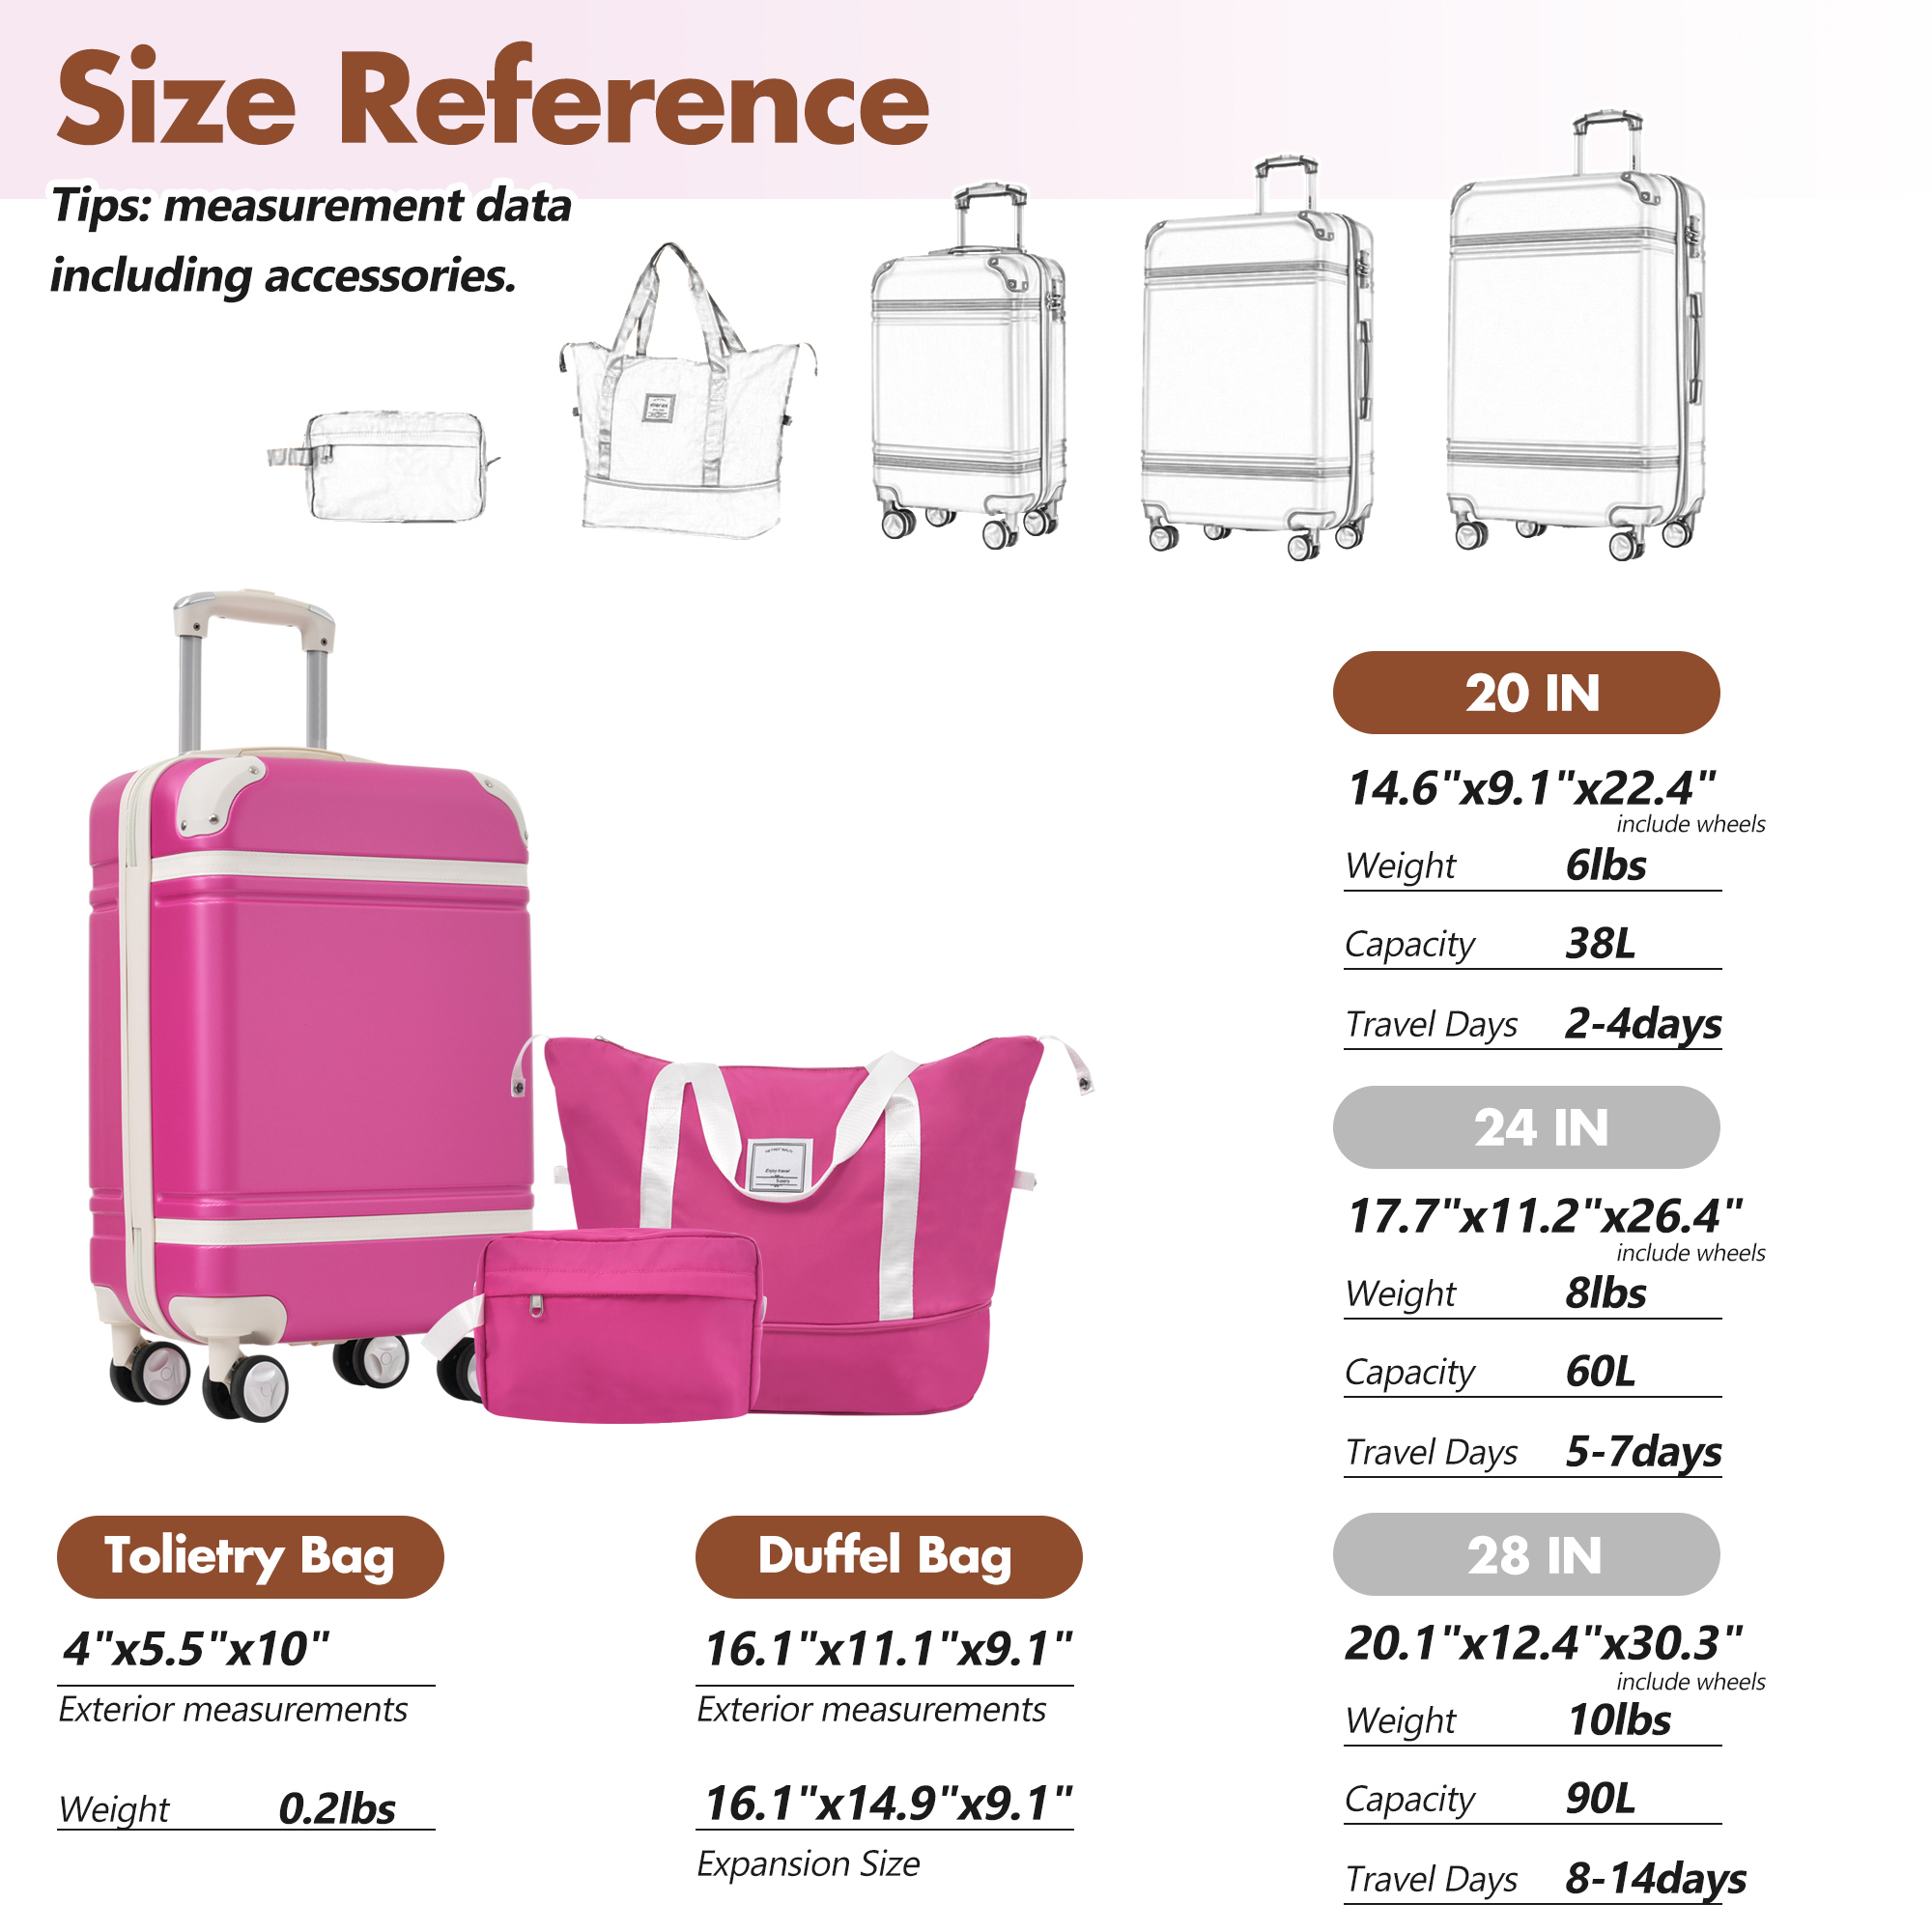 Size Reference
Tips: measurement data
including accessories.
20 IN
14.6"x9.1"x22.4"
include wheels
Weight 6lbs
Capacity 38L
Travel Days 2-4days
24 IN
17.7"x11.2"x26.4"
include wheels
Weight 8lbs
Capacity 60L
Travel Days 5-7days
Enjoy travel
Tolietry Bag
4"x5.5"x10"
Exterior measurements
Weight 0.2lbs
Duffel Bag
16.1"x11.1"x9.1"
Exterior measurements
16.1"x14.9"x9.1"
Expansion Size
28 IN
20.1"x12.4"x30.3"
include wheels
Weight 10lbs
Capacity 90L
Travel Days 8-14days